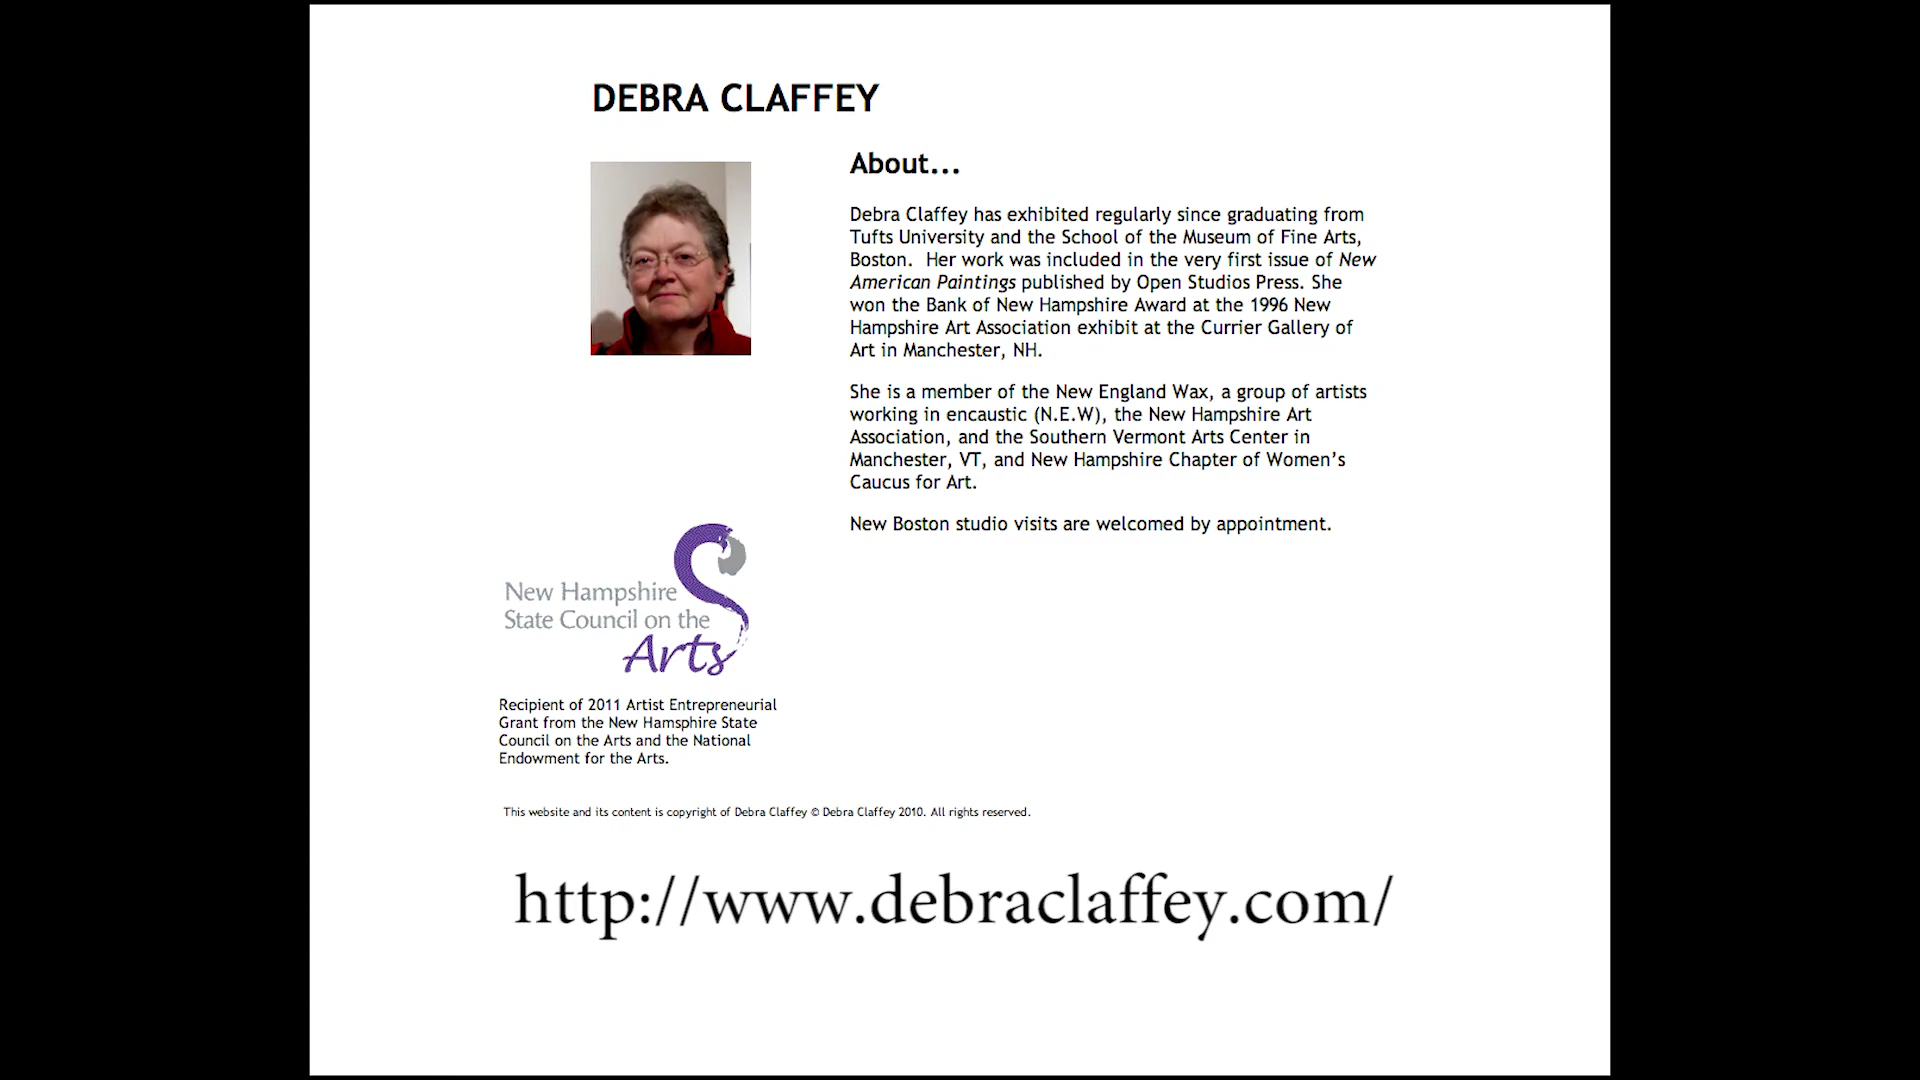 DEBRA CLAFFEY
About...
Debra Claffey has exhibited regularly since graduating from
Tufts University and the School of the Museum of Fine Arts,
Boston.  Her work was included in the very first issue of New
American Paintings published by Open Studios Press. She
won the Bank of New Hampshire Award at the 1996 New
Hampshire Art Association exhibit at the Currier Gallery of
Art in Manchester, NH.
She is a member of the New England Wax, a group of artists
working in encaustic (N.E.W), the New Hampshire Art
Association, and the Southern Vermont Arts Center in
Manchester, VT, and New Hampshire Chapter of Women’s
Caucus for Art.
New Boston studio visits are welcomed by appointment.
New Hampshire
State Council on the
Arts
Recipient of 2011 Artist Entrepreneurial
Grant from the New Hamsphire State
Council on the Arts and the National
Endowment for the Arts.
This website and its content is copyright of Debra Claffey © Debra Claffey 2010. All rights reserved.
http://www.debraclaffey.com/